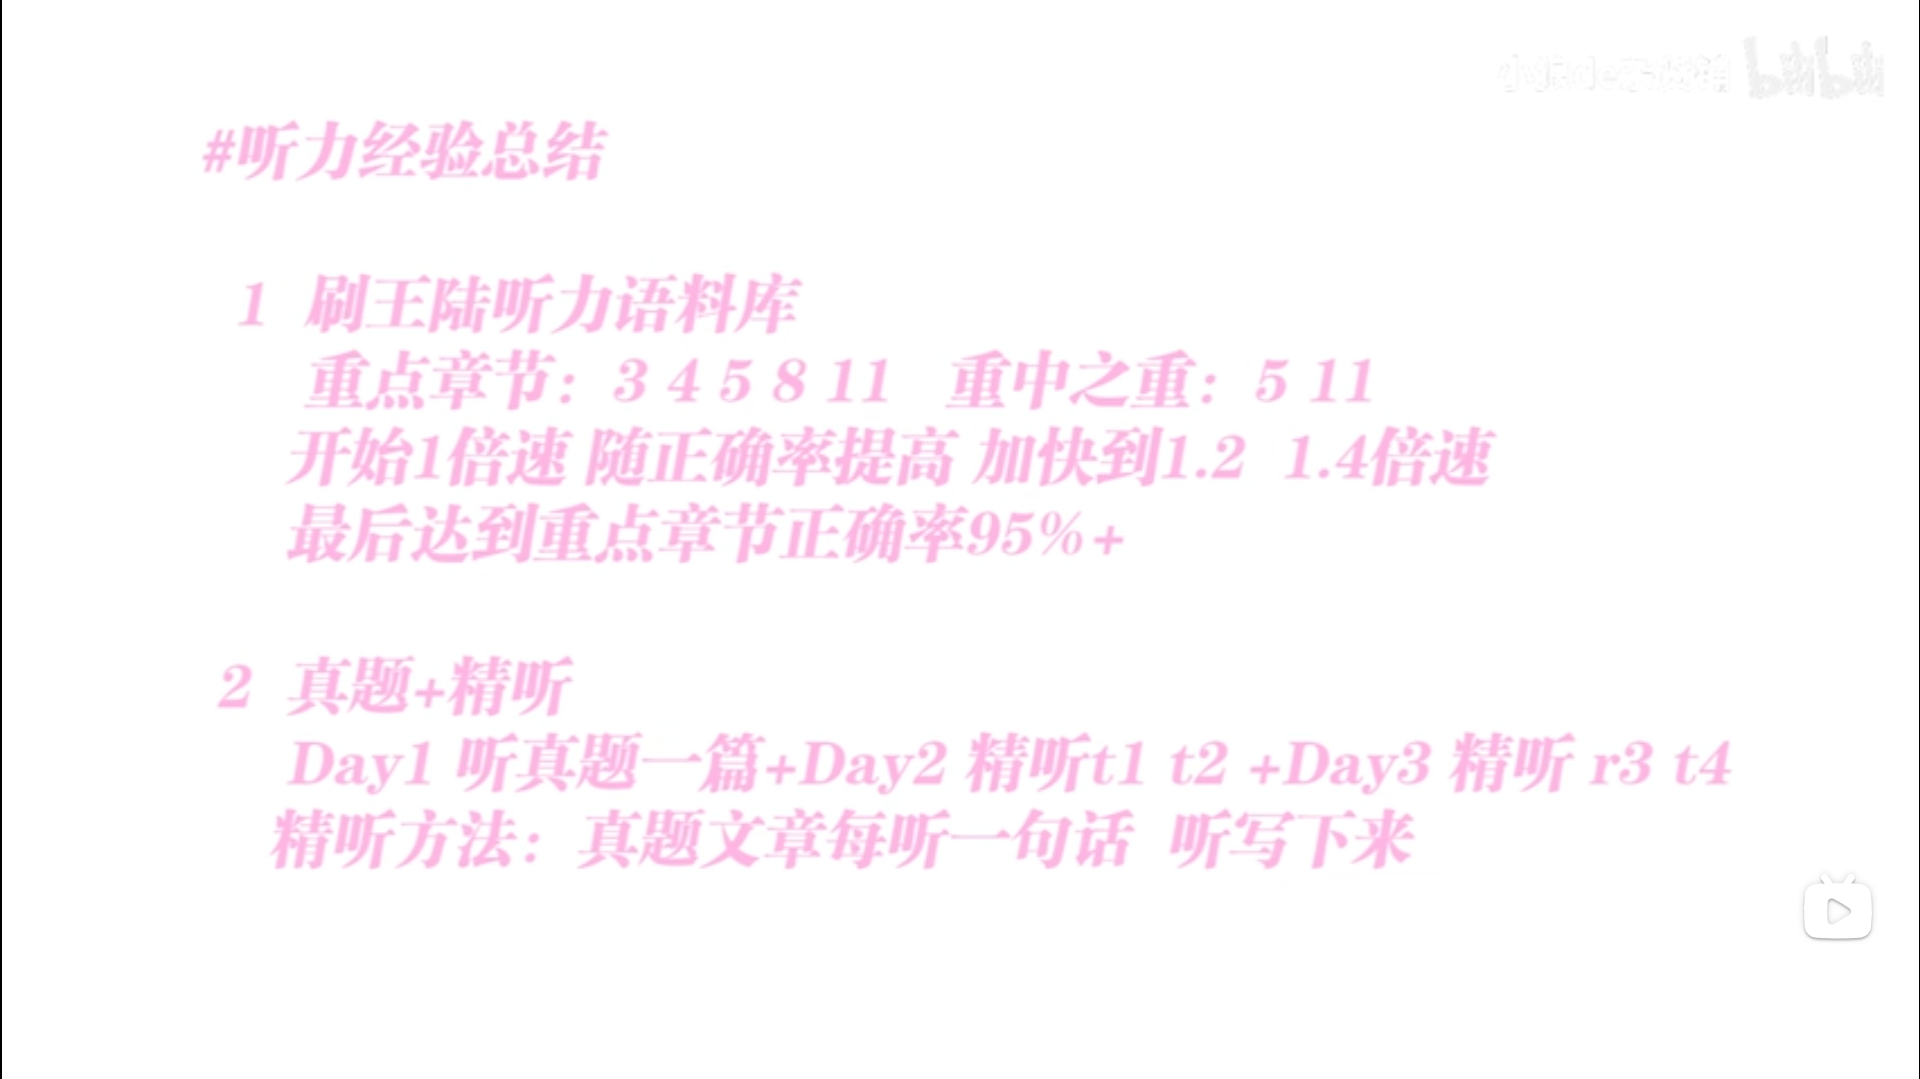 bilibili
#听力经验总结
1 刷王陆听力语料库
重点章节：3 4 5 8 11 重中之重：5 11
开始1倍速 随正确率提高 加快到1.2 1.4倍速
最后达到重点章节正确率95%+
2 真题+精听
Day1 听真题一篇+Day2 精听t1 t2 +Day3 精听 r3 t4
精听方法：真题文章每听一句话 听写下来